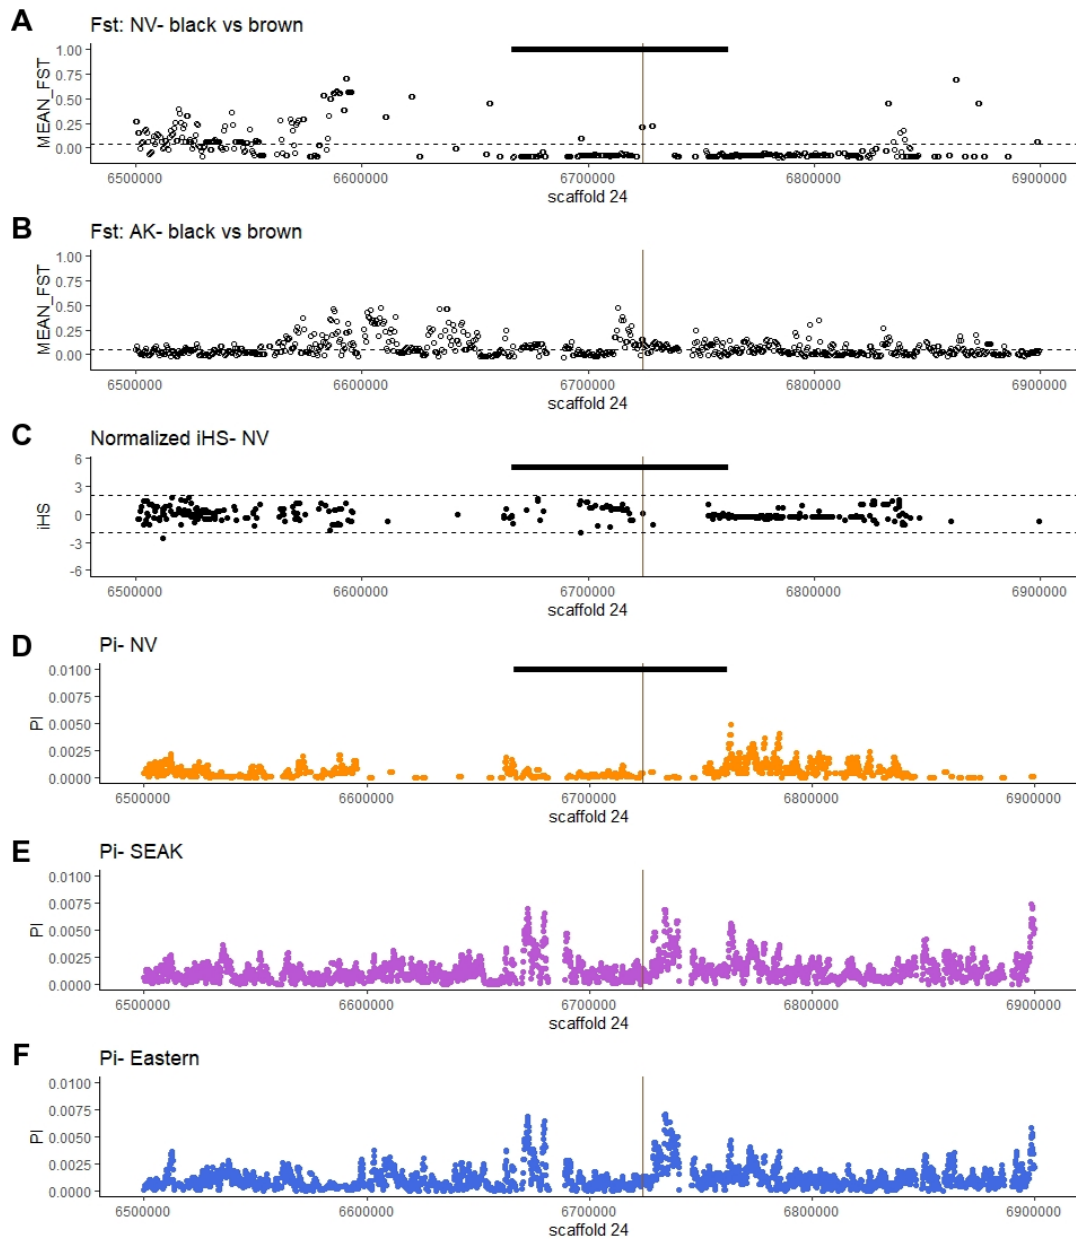 A
Fst: NV- black vs brown
MEAN_FST
1.00
0.75
0.50
0.25
0.00
6500000 6600000 6700000 6800000 6900000
scaffold 24
B
Fst: AK- black vs brown
MEAN_FST
1.00
0.75
0.50
0.25
0.00
6500000 6600000 6700000 6800000 6900000
scaffold 24
C
Normalized iHS- NV
iHS
6
3
0
-3
-6
6500000 6600000 6700000 6800000 6900000
scaffold 24
D
Pi- NV
PI
0.0100
0.0075
0.0050
0.0025
0.0000
6500000 6600000 6700000 6800000 6900000
scaffold 24
E
Pi- SEAK
PI
0.0100
0.0075
0.0050
0.0025
0.0000
6500000 6600000 6700000 6800000 6900000
scaffold 24
F
Pi- Eastern
PI
0.0100
0.0075
0.0050
0.0025
0.0000
6500000 6600000 6700000 6800000 6900000
scaffold 24